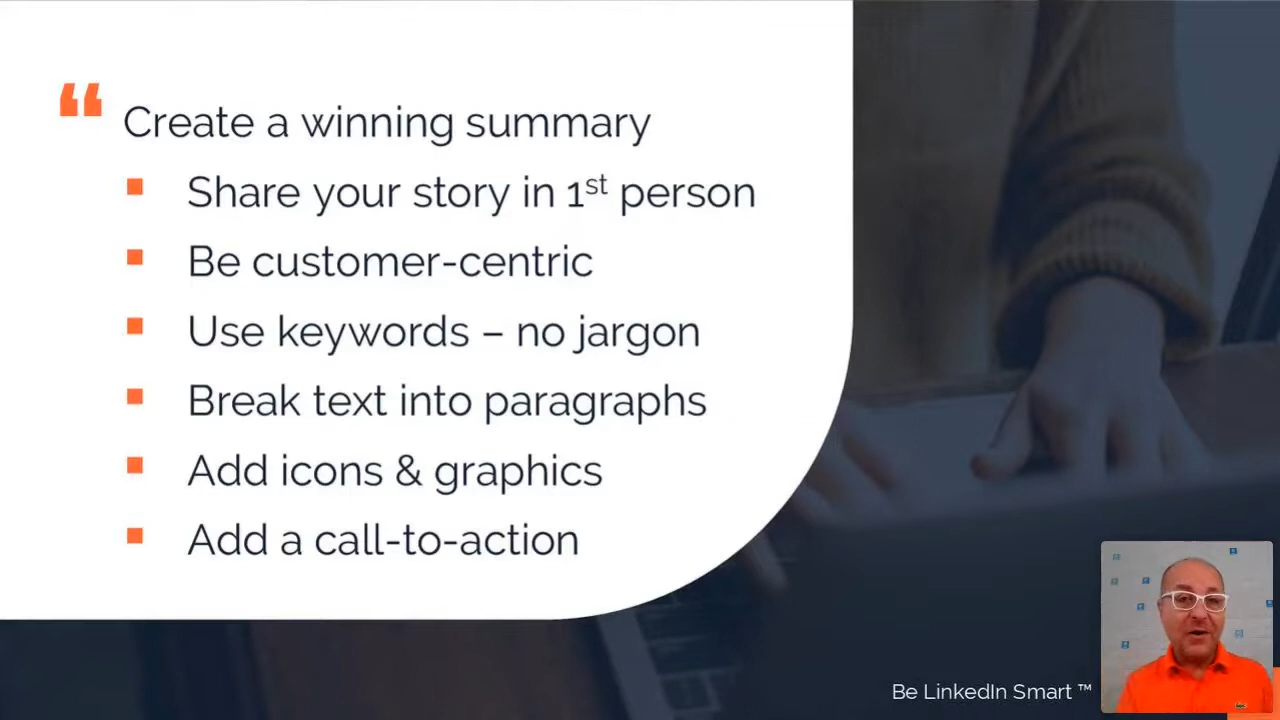 “ Create a winning summary
Share your story in 1st person
Be customer-centric
Use keywords – no jargon
Break text into paragraphs
Add icons & graphics
Add a call-to-action
Be LinkedIn Smart ™